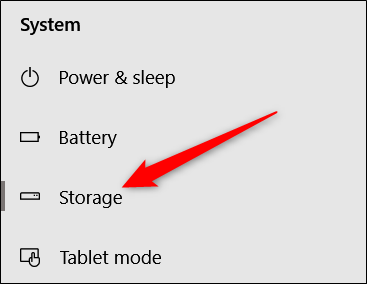 System
Power & sleep
Battery
Storage
Tablet mode